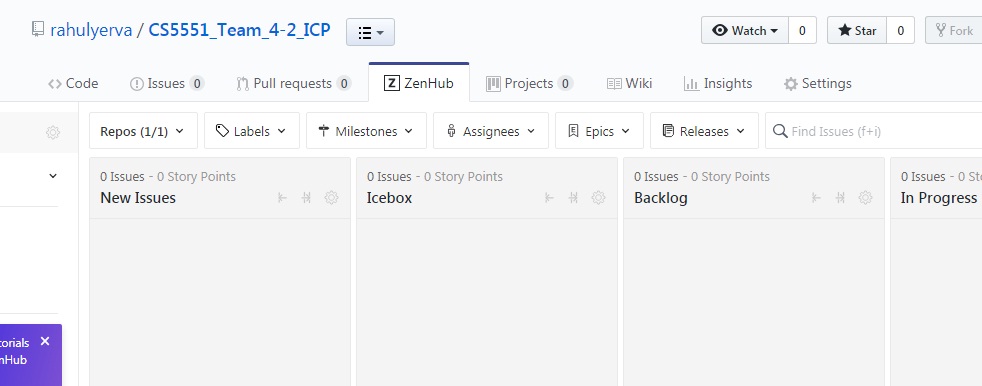 rahulyerva / CS5551_Team_4-2_ICP
Watch 0 Star 0 Fork
Code Issues 0 Pull requests 0 ZenHub Projects 0 Wiki Insights Settings
Repos (1/1) Labels Milestones Assignees Epics Releases Find Issues (f+i)
0 Issues - 0 Story Points
New Issues
0 Issues - 0 Story Points
Icebox
0 Issues - 0 Story Points
Backlog
0 Issues - 0 Sto
In Progress
torials
nHub